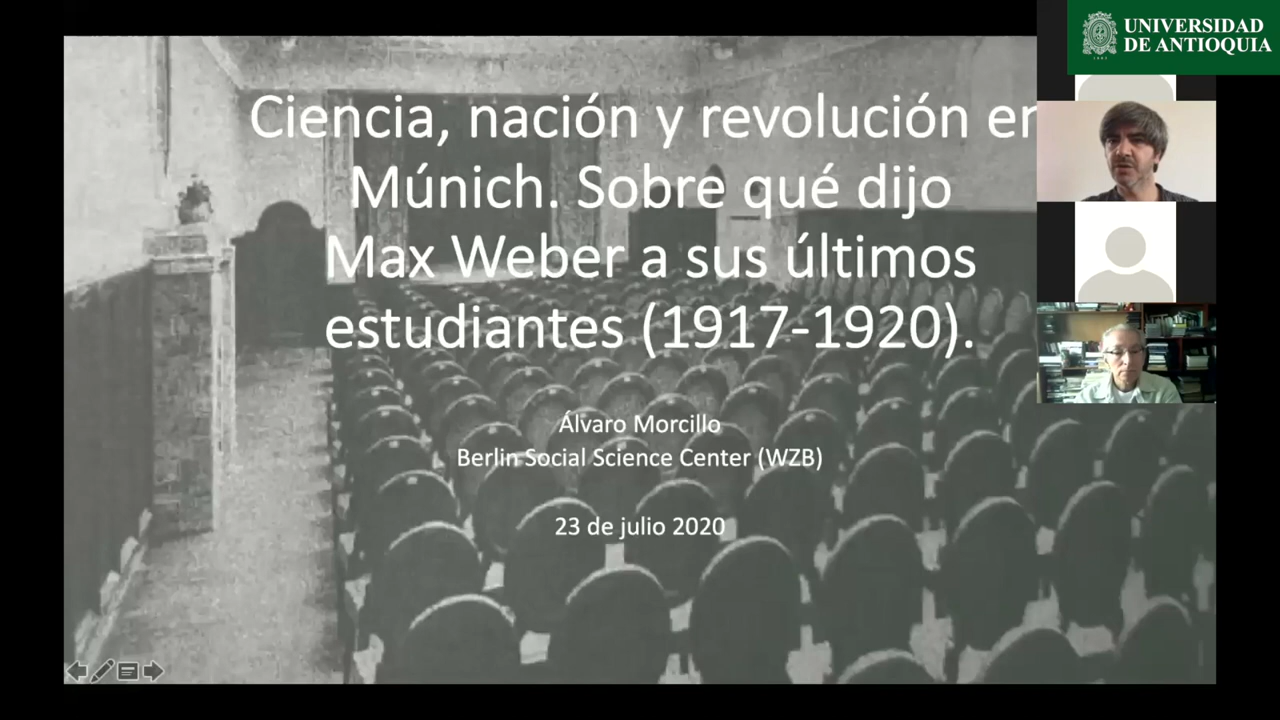 UNIVERSIDAD
DE ANTIOQUIA
1803
Ciencia, nación y revolución en
Múnich. Sobre qué dijo
Max Weber a sus últimos
estudiantes (1917-1920).
Álvaro Morcillo
Berlin Social Science Center (WZB)
23 de julio 2020